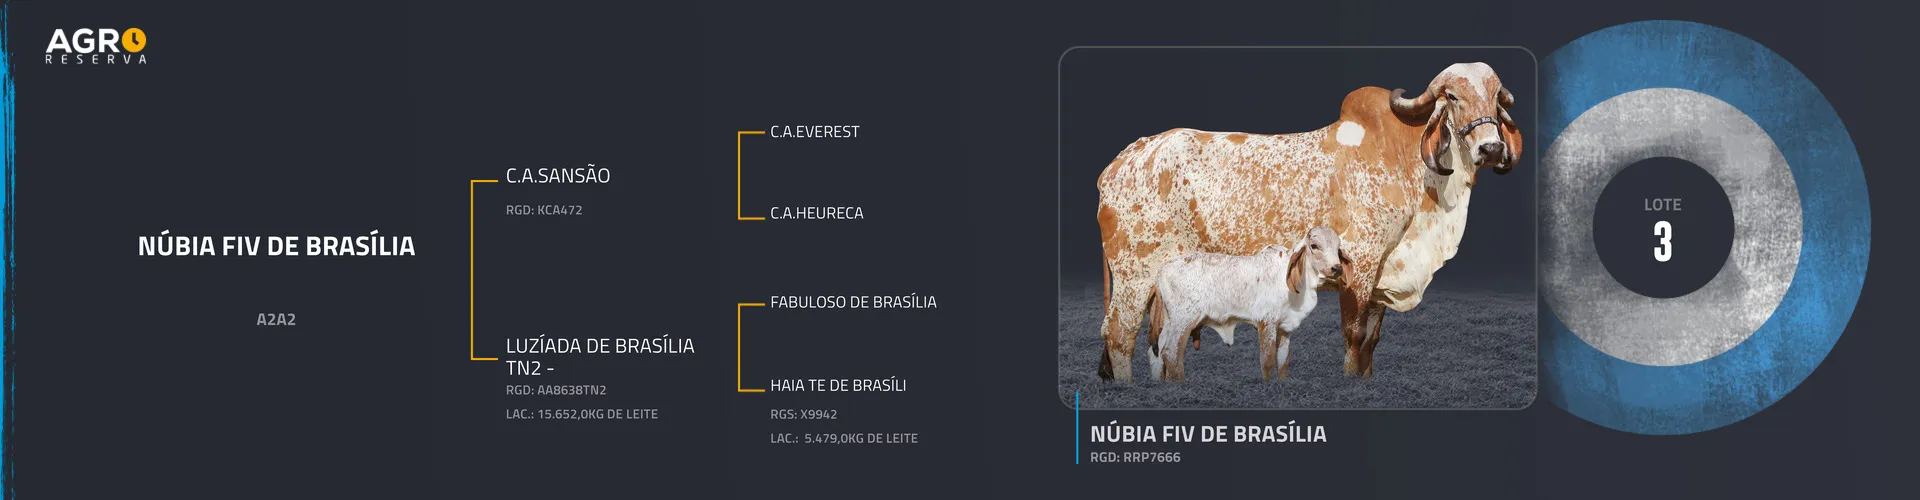 AGRO
RESERVA
NÚBIA FIV DE BRASÍLIA
A2A2
C.A.SANSÃO
RGD: KCA472
LUZÍADA DE BRASÍLIA
TN2 -
RGD: AA8638TN2
LAC.: 15.652,0KG DE LEITE
C.A.EVEREST
C.A.HEURECA
FABULOSO DE BRASÍLIA
HAIA TE DE BRASÍLI
RGS: X9942
LAC.: 5.479,0KG DE LEITE
NÚBIA FIV DE BRASÍLIA
RGD: RRP7666
LOTE
3